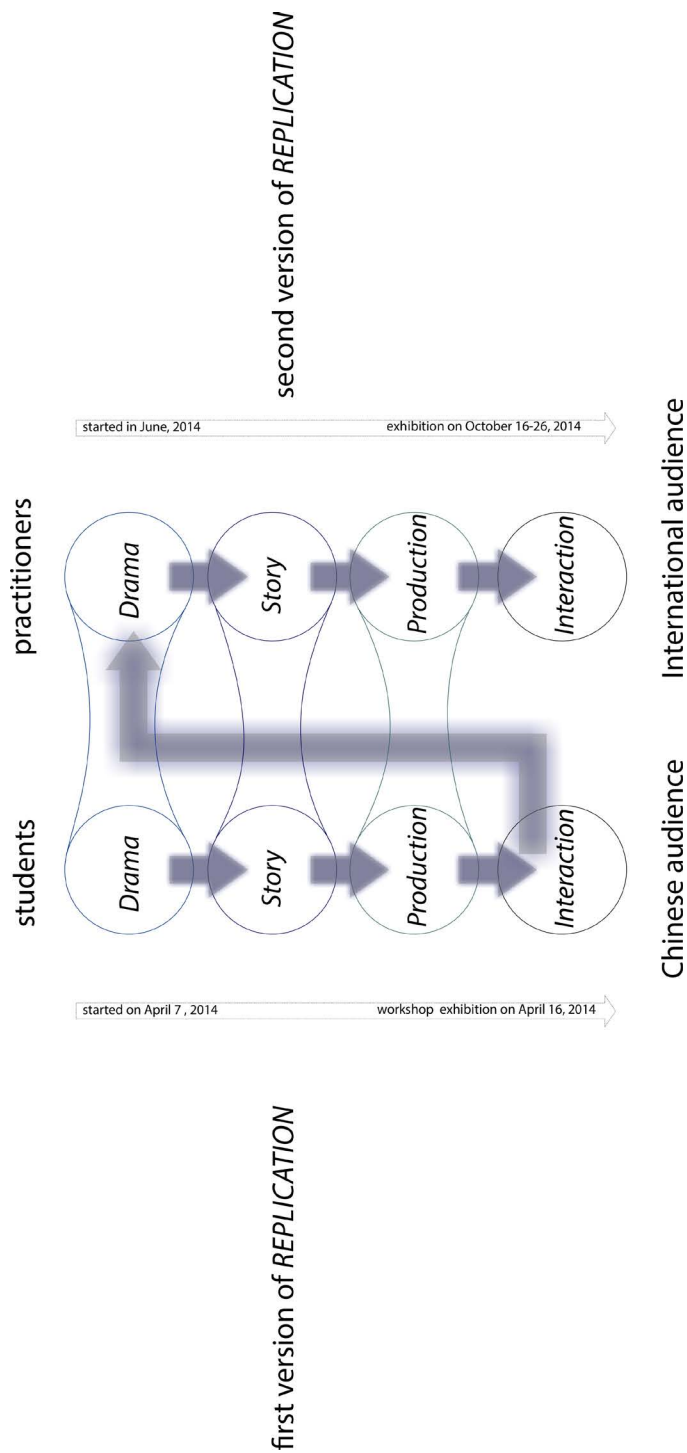 first version of REPLICATION
started on April 7 , 2014
workshop exhibition on April 16, 2014
students
Drama
Story
Production
Interaction
Chinese audience
practitioners
Drama
Story
Production
Interaction
International audience
started in June, 2014
exhibition on October 16-26, 2014
second version of REPLICATION